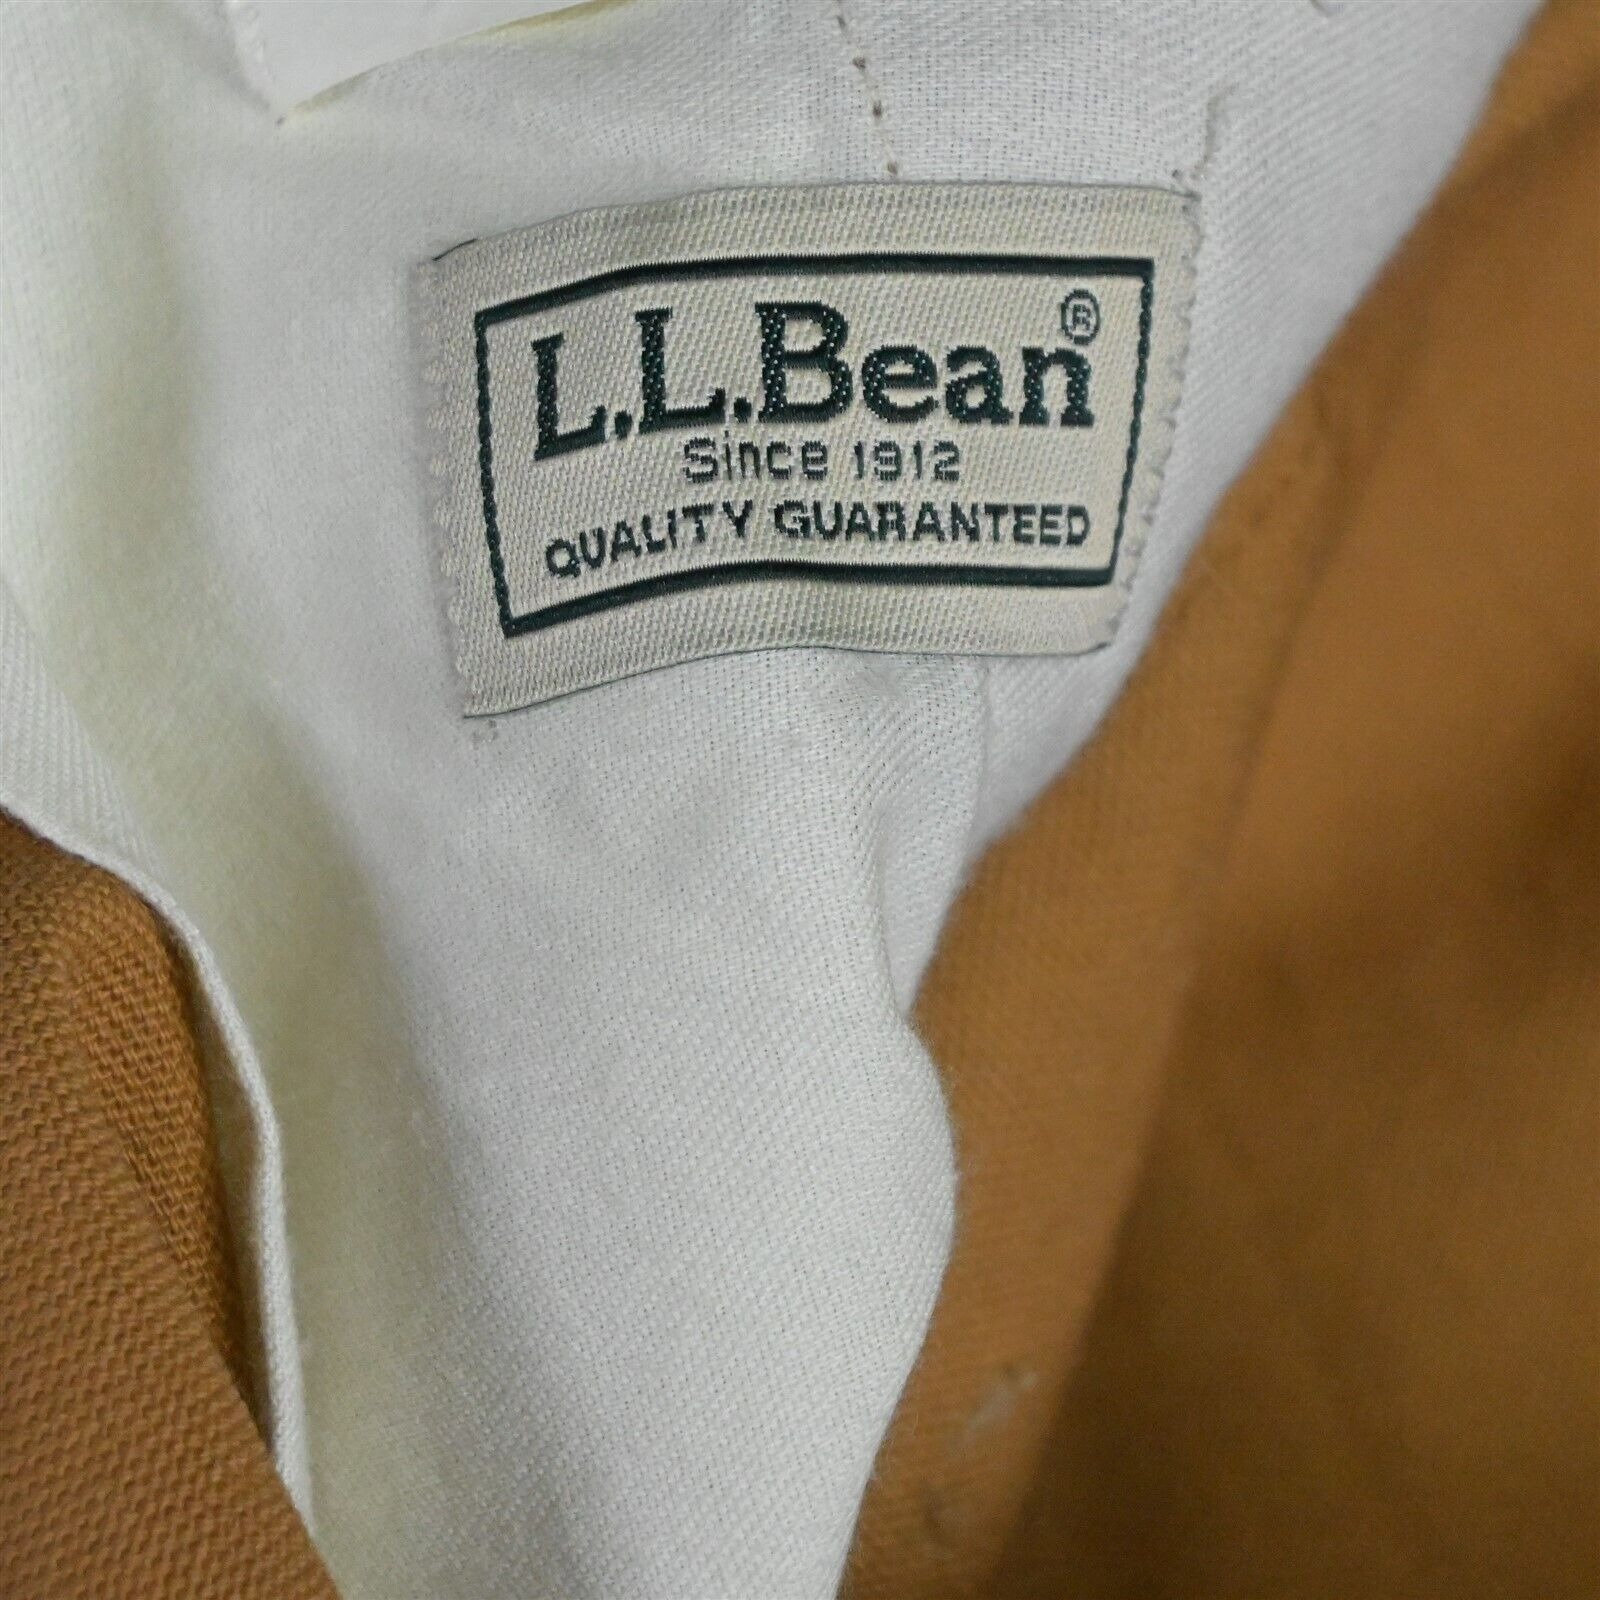 L.L.Bean®
Since 1912
QUALITY GUARANTEED